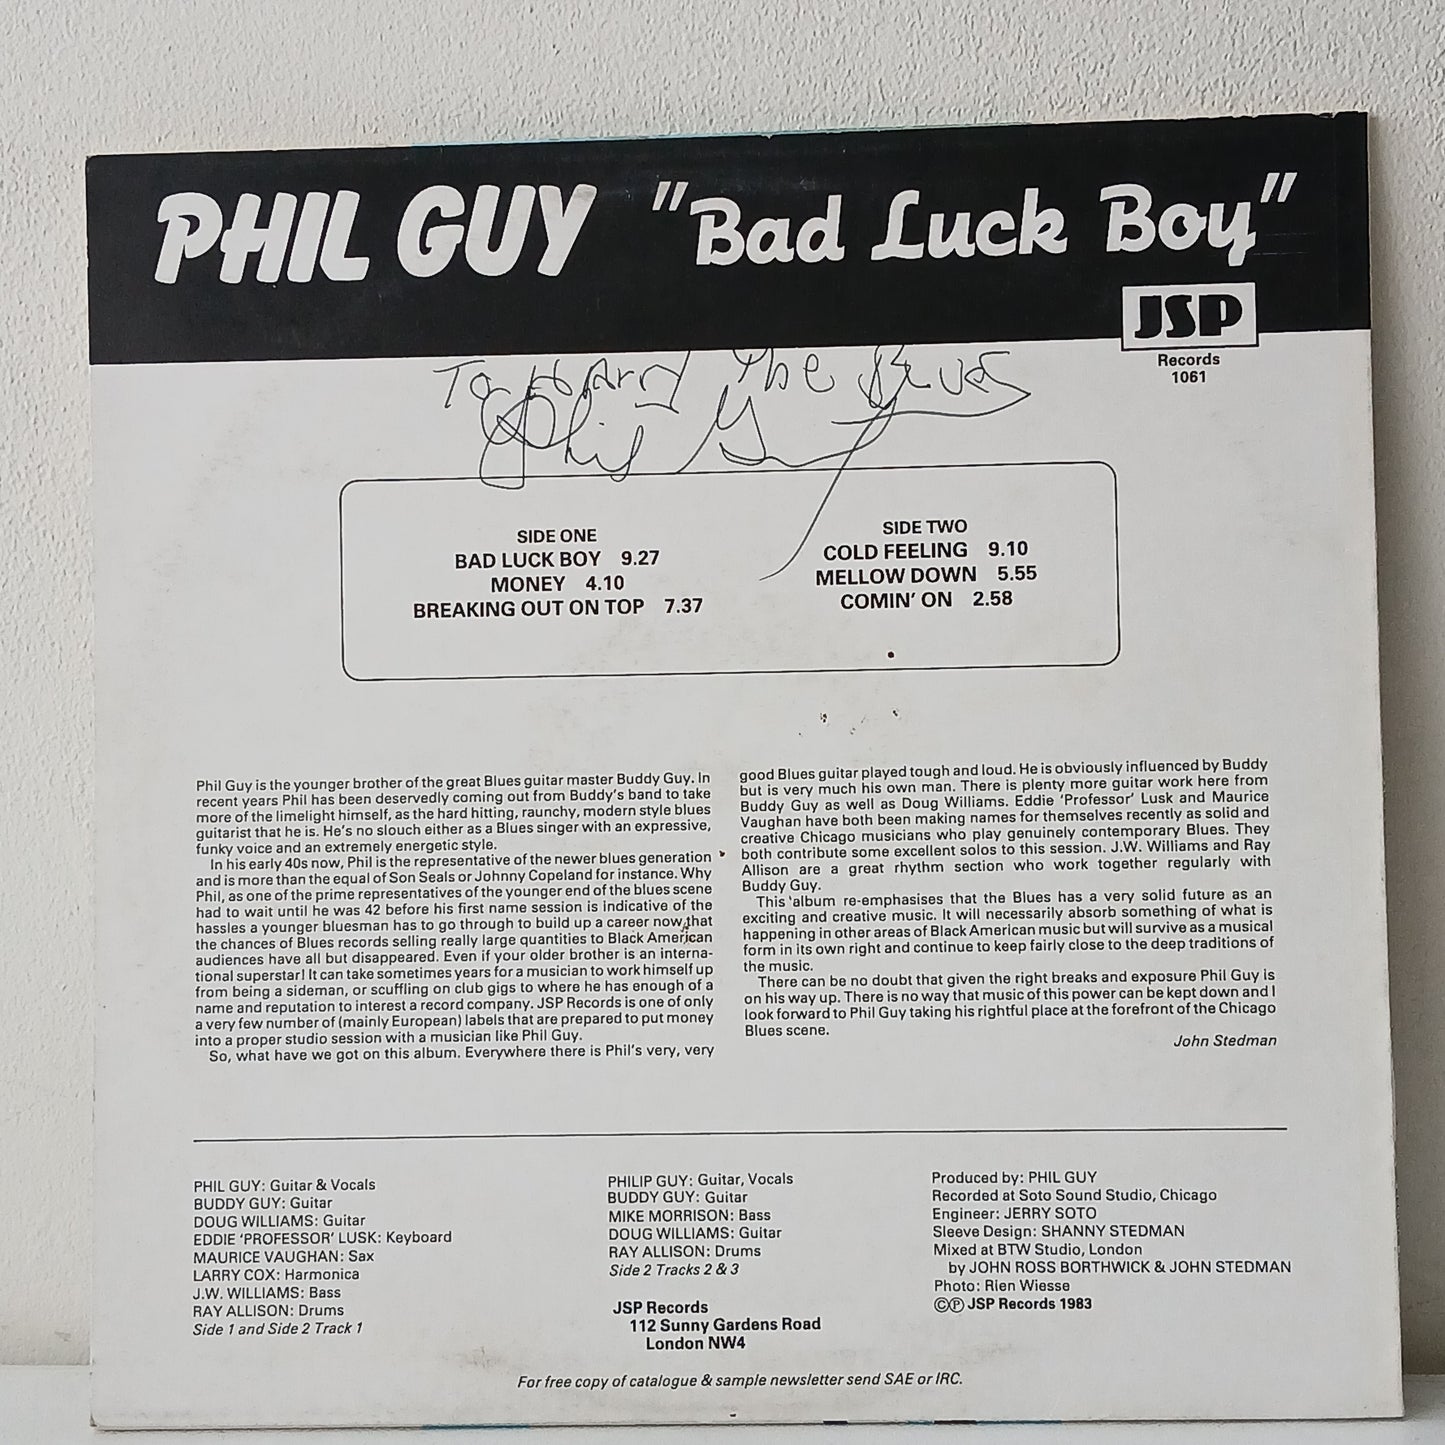 PHIL GUY "Bad Luck Boy"
JSP
Records
1061
To Harry The Blues
Phil Guy
SIDE ONE
BAD LUCK BOY 9.27
MONEY 4.10
BREAKING OUT ON TOP 7.37
SIDE TWO
COLD FEELING 9.10
MELLOW DOWN 5.55
COMIN' ON 2.58
Phil Guy is the younger brother of the great Blues guitar master Buddy Guy. In
recent years Phil has been deservedly coming out from Buddy's band to take
more of the limelight himself, as the hard hitting, raunchy, modern style blues
guitarist that he is. He's no slouch either as a Blues singer with an expressive,
funky voice and an extremely energetic style.
In his early 40s now, Phil is the representative of the newer blues generation
and is more than the equal of Son Seals or Johnny Copeland for instance. Why
Phil, as one of the prime representatives of the younger end of the blues scene
had to wait until he was 42 before his first name session is indicative of the
hassles a younger bluesman has to go through to build up a career now that
the chances of Blues records selling really large quantities to Black American
audiences have all but disappeared. Even if your older brother is an interna-
tional superstar! It can take sometimes years for a musician to work himself up
from being a sideman, or scuffling on club gigs to where he has enough of a
name and reputation to interest a record company. JSP Records is one of only
a very few number of (mainly European) labels that are prepared to put money
into a proper studio session with a musician like Phil Guy.
So, what have we got on this album. Everywhere there is Phil's very, very
good Blues guitar played tough and loud. He is obviously influenced by Buddy
but is very much his own man. There is plenty more guitar work here from
Buddy Guy as well as Doug Williams. Eddie 'Professor' Lusk and Maurice
Vaughan have both been making names for themselves recently as solid and
creative Chicago musicians who play genuinely contemporary Blues. They
both contribute some excellent solos to this session. J.W. Williams and Ray
Allison are a great rhythm section who work together regularly with
Buddy Guy.
This album re-emphasises that the Blues has a very solid future as an
exciting and creative music. It will necessarily absorb something of what is
happening in other areas of Black American music but will survive as a musical
form in its own right and continue to keep fairly close to the deep traditions of
the music.
There can be no doubt that given the right breaks and exposure Phil Guy is
on his way up. There is no way that music of this power can be kept down and I
look forward to Phil Guy taking his rightful place at the forefront of the Chicago
Blues scene.
John Stedman
PHIL GUY: Guitar & Vocals
BUDDY GUY: Guitar
DOUG WILLIAMS: Guitar
EDDIE 'PROFESSOR' LUSK: Keyboard
MAURICE VAUGHAN: Sax
LARRY COX: Harmonica
J.W. WILLIAMS: Bass
RAY ALLISON: Drums
Side 1 and Side 2 Track 1
PHILIP GUY: Guitar, Vocals
BUDDY GUY: Guitar
MIKE MORRISON: Bass
DOUG WILLIAMS: Guitar
RAY ALLISON: Drums
Side 2 Tracks 2 & 3
JSP Records
112 Sunny Gardens Road
London NW4
Produced by: PHIL GUY
Recorded at Soto Sound Studio, Chicago
Engineer: JERRY SOTO
Sleeve Design: SHANNY STEDMAN
Mixed at BTW Studio, London
by JOHN ROSS BORTHWICK & JOHN STEDMAN
Photo: Rien Wiesse
©℗ JSP Records 1983
For free copy of catalogue & sample newsletter send SAE or IRC.